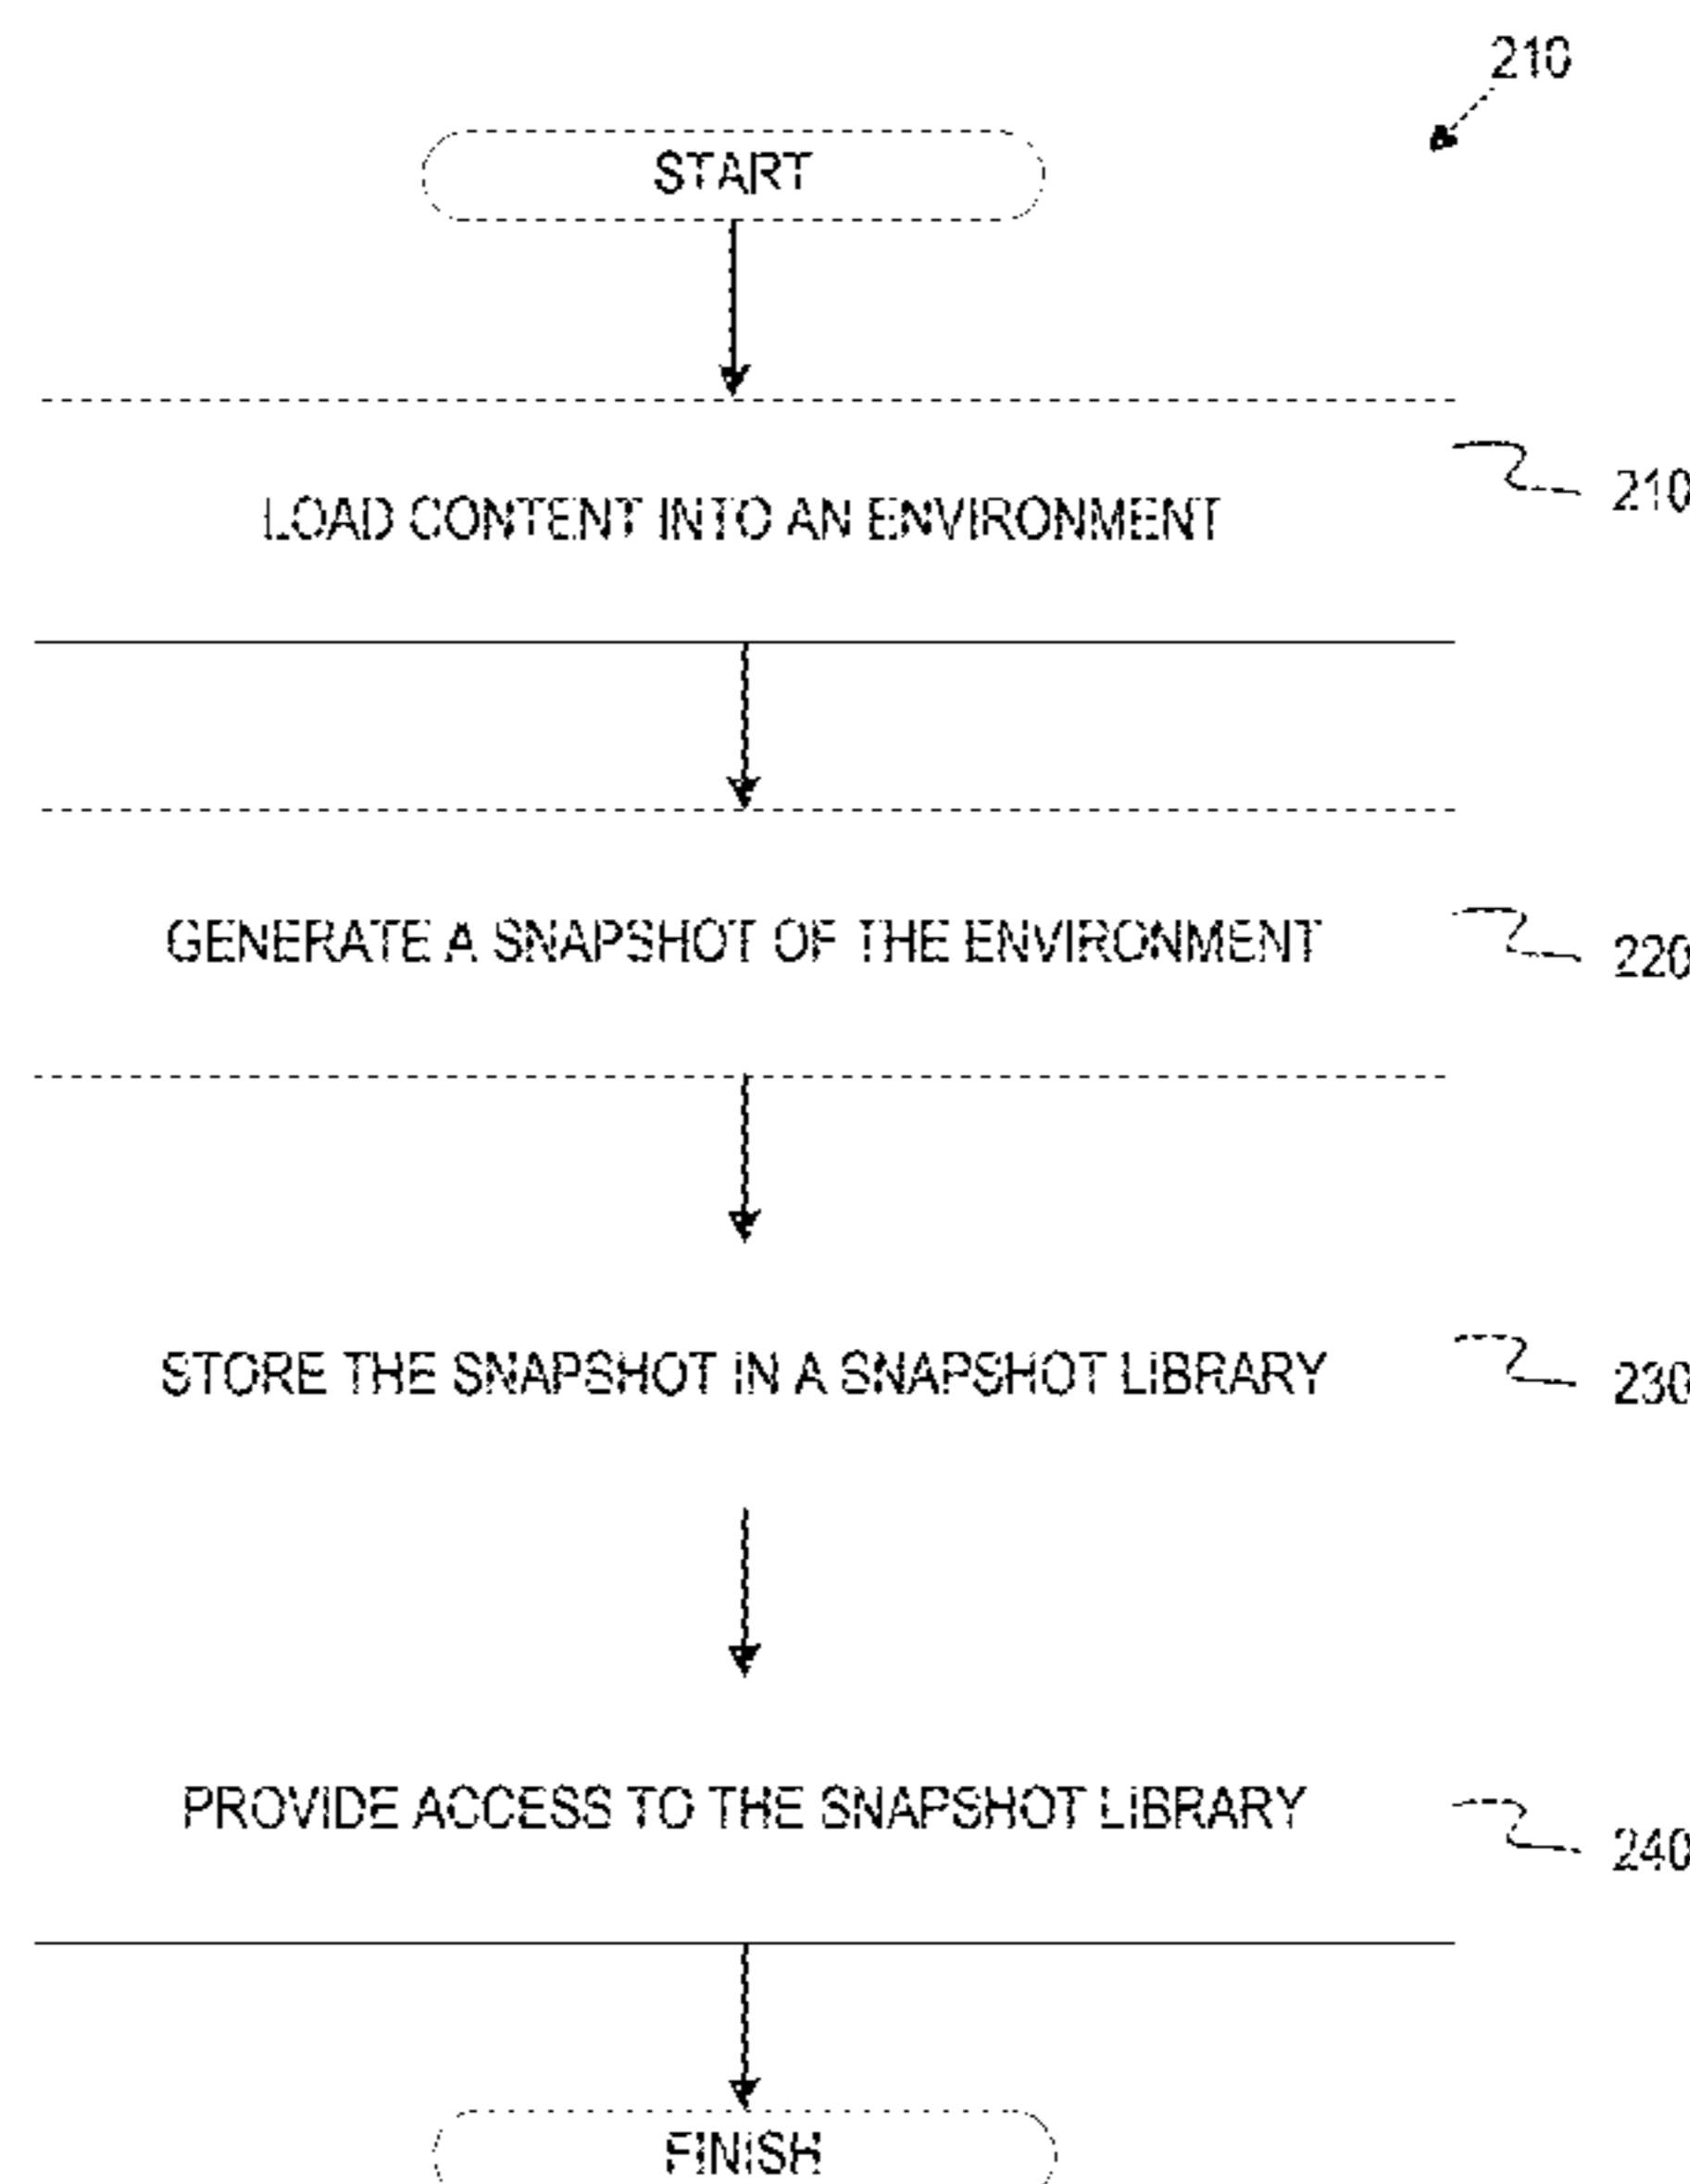 210
START
LOAD CONTENT INTO AN ENVIRONMENT
210
GENERATE A SNAPSHOT OF THE ENVIRONMENT
220
STORE THE SNAPSHOT IN A SNAPSHOT LIBRARY
230
PROVIDE ACCESS TO THE SNAPSHOT LIBRARY
240
FINISH